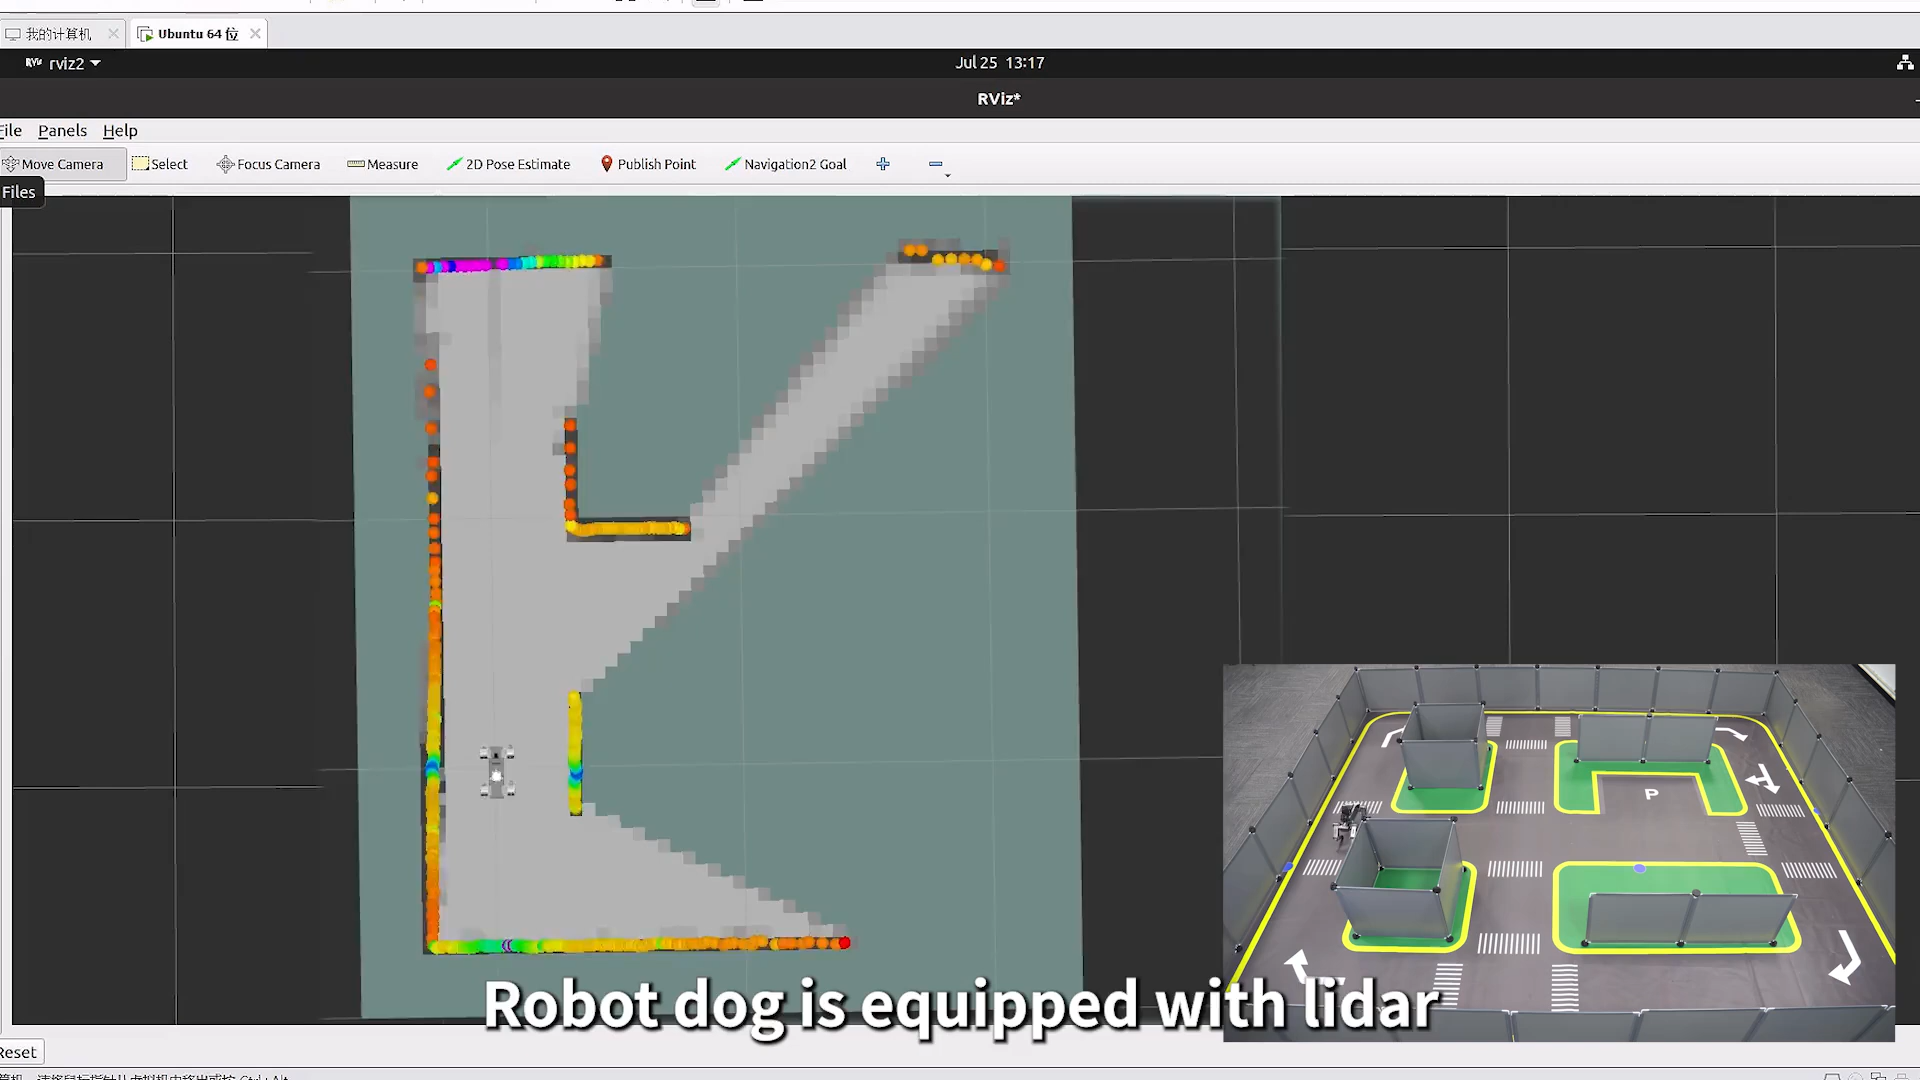 我的计算机
Ubuntu 64 位
rviz2
Jul 25 13:17
RViz*
File Panels Help
Move Camera Select Focus Camera Measure 2D Pose Estimate Publish Point Navigation2 Goal
Files
P
Robot dog is equipped with lidar
Reset